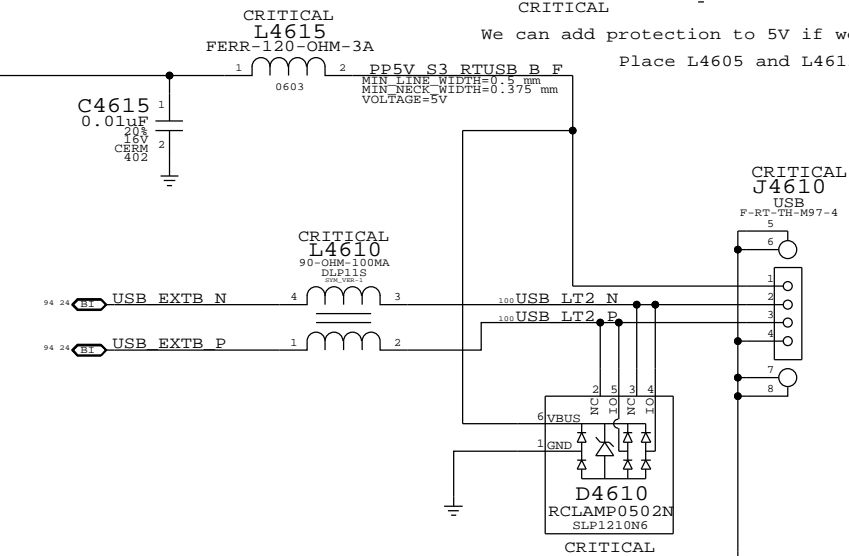 CRITICAL
L4615
FERR-120-OHM-3A
1 2
0603
PP5V_S3_RTUSB_B_F
MIN_LINE_WIDTH=0.5 mm
MIN_NECK_WIDTH=0.375 mm
VOLTAGE=5V
CRITICAL
We can add protection to 5V if
Place L4605 and
C4615
0.01uF
20%
16V
CERM
402
1
2
CRITICAL
L4610
90-OHM-100MA
DLP11S
SYM_VER-1
94 24 BI USB_EXTB_N 4 3 100 USB_LT2_N
94 24 BI USB_EXTB_P 1 2 100 USB_LT2_P
CRITICAL
J4610
USB
F-RT-TH-M97-4
5
6
1
2
3
4
7
8
2 5 3 4
NC IO NC IO
6 VBUS
1 GND
D4610
RCLAMP0502N
SLP1210N6
CRITICAL